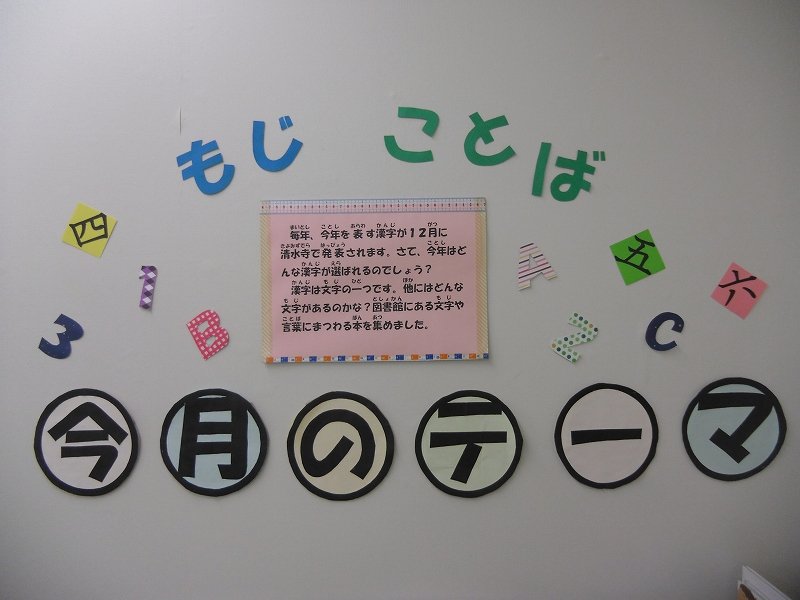 もじ ことば
四
五
六
1
A
3
B
2
C
毎年、今年を表す漢字が12月に
清水寺で発表されます。さて、今年はど
んな漢字が選ばれるのでしょう?
漢字は文字の一つです。他にはどんな
文字があるのかな?図書館にある文字や
言葉にまつわる本を集めました。
今月のテーマ